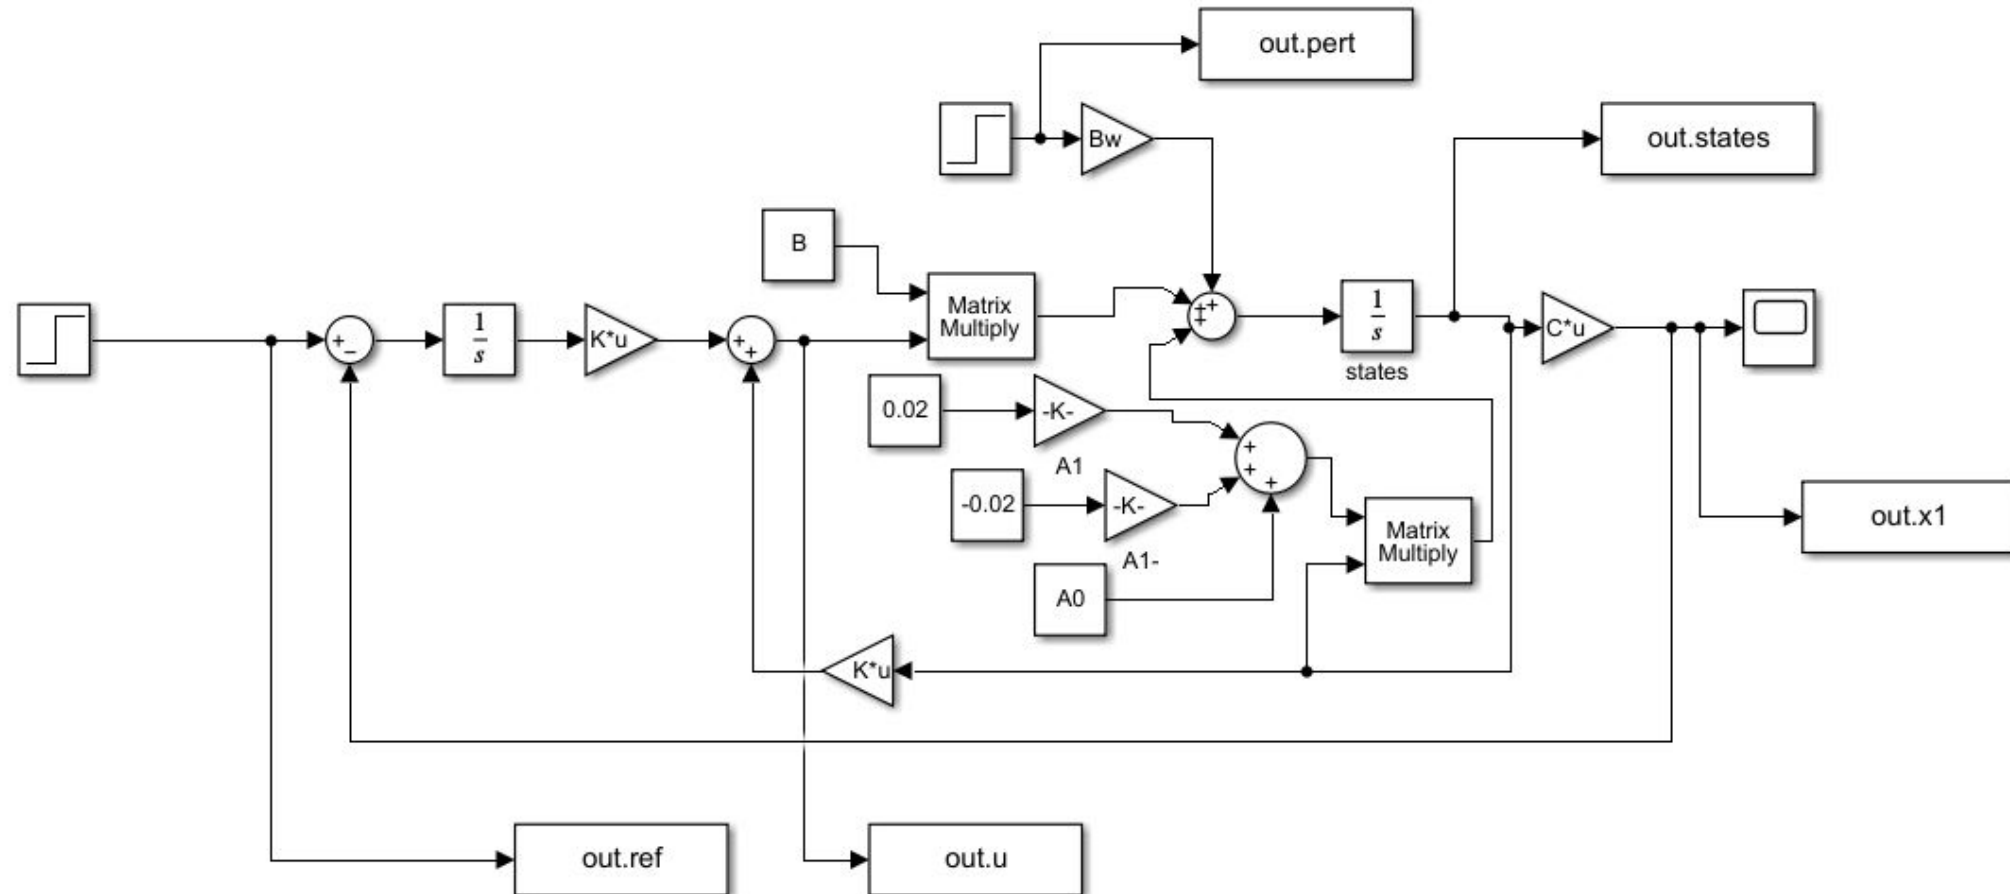 out.pert
Bw
out.states
B
Matrix
Multiply
+
+
+
1
s
states
+
−
1
s
K*u
+
+
C*u
0.02
-K-
A1
+
+
+
-0.02
-K-
A1-
Matrix
Multiply
out.x1
A0
K*u
out.ref
out.u